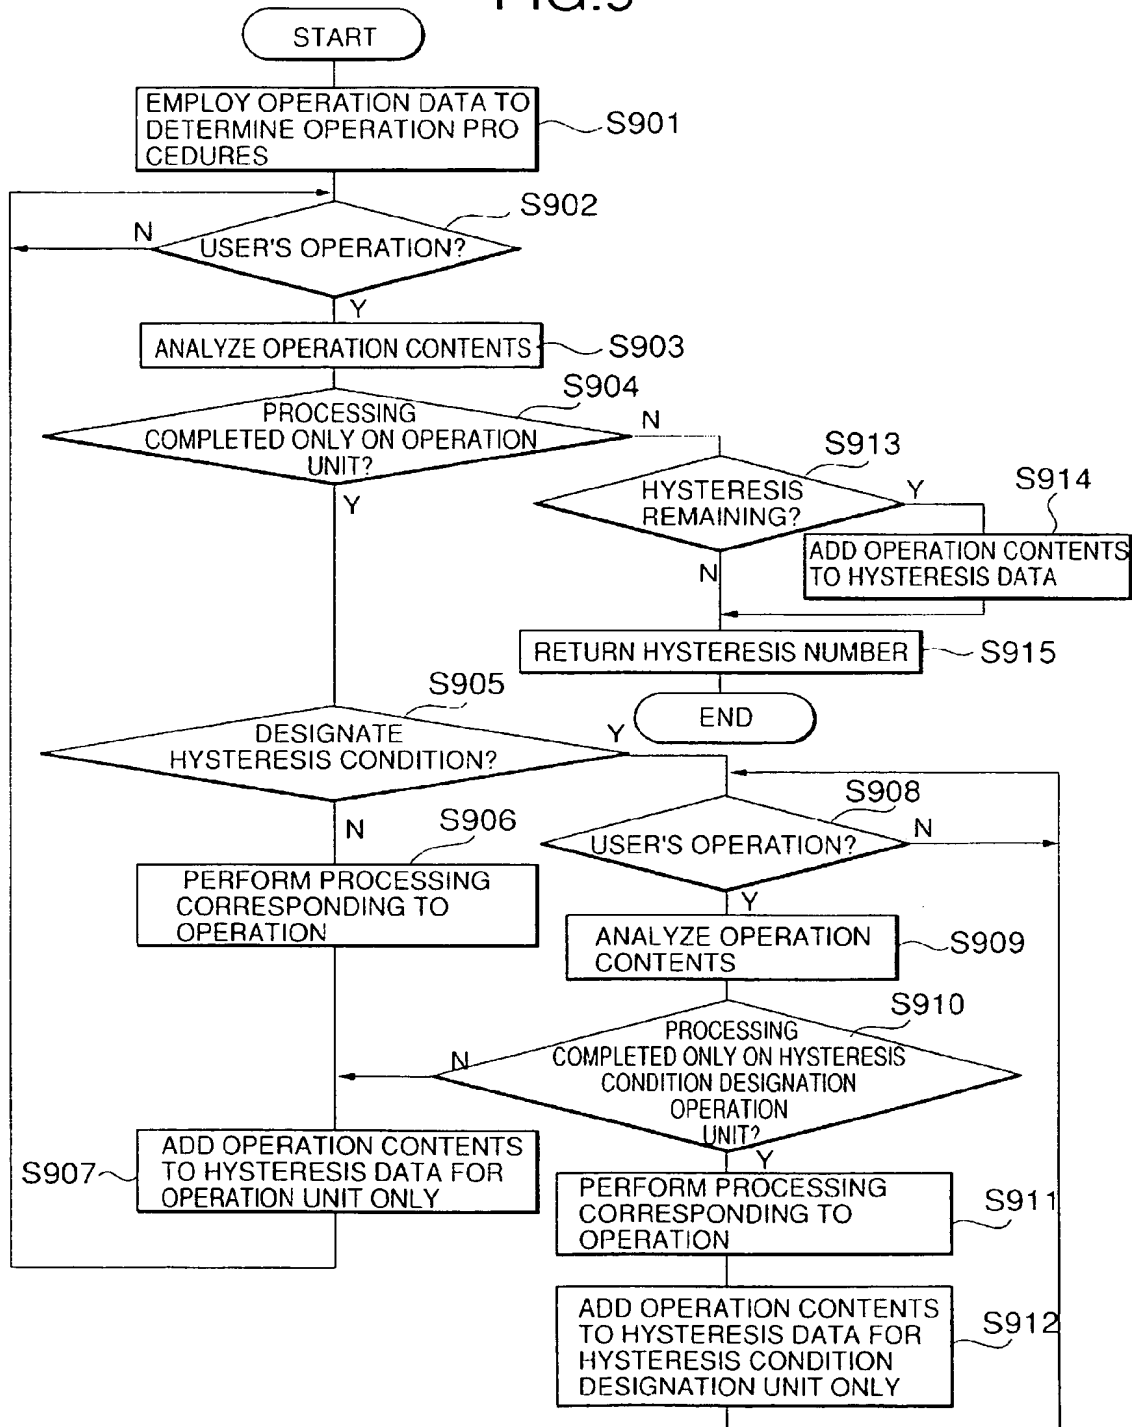 START
EMPLOY OPERATION DATA TO
DETERMINE OPERATION PRO
CEDURES
S901
S902
N
USER'S OPERATION?
Y
ANALYZE OPERATION CONTENTS
S903
S904
PROCESSING
COMPLETED ONLY ON OPERATION
UNIT?
N
Y
S913
HYSTERESIS
REMAINING?
Y
N
S914
ADD OPERATION CONTENTS
TO HYSTERESIS DATA
RETURN HYSTERESIS NUMBER
S915
END
S905
DESIGNATE
HYSTERESIS CONDITION?
Y
N
S906
PERFORM PROCESSING
CORRESPONDING TO
OPERATION
S908
USER'S OPERATION?
N
Y
ANALYZE OPERATION
CONTENTS
S909
S910
PROCESSING
COMPLETED ONLY ON HYSTERESIS
CONDITION DESIGNATION
OPERATION
UNIT?
N
Y
S907
ADD OPERATION CONTENTS
TO HYSTERESIS DATA FOR
OPERATION UNIT ONLY
PERFORM PROCESSING
CORRESPONDING TO
OPERATION
S911
ADD OPERATION CONTENTS
TO HYSTERESIS DATA FOR
HYSTERESIS CONDITION
DESIGNATION UNIT ONLY
S912